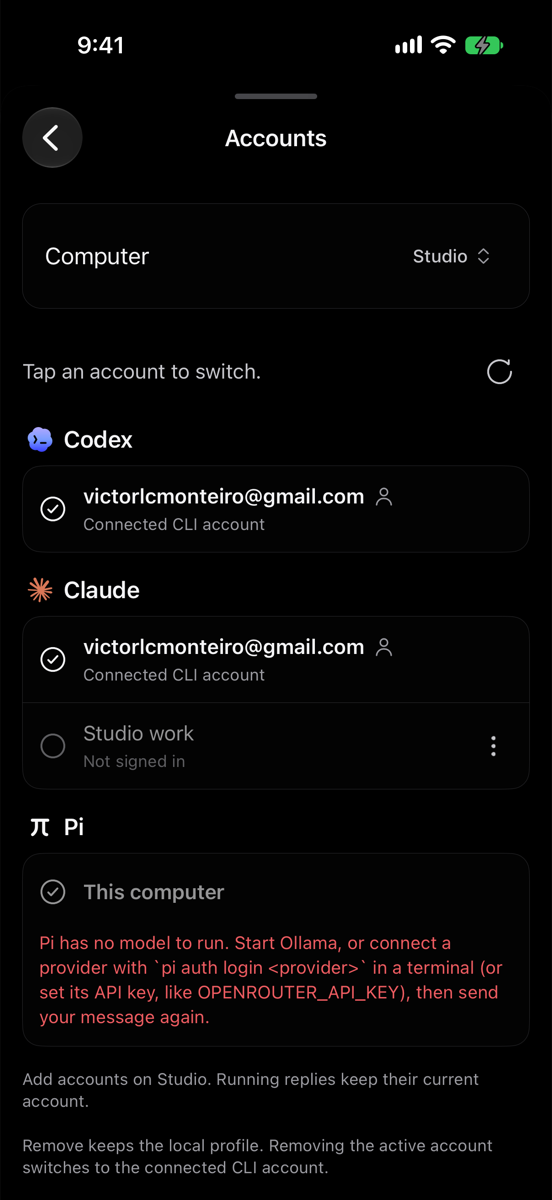 9:41
Accounts
Computer
Studio
Tap an account to switch.
Codex
victorlcmonteiro@gmail.com
Connected CLI account
Claude
victorlcmonteiro@gmail.com
Connected CLI account
Studio work
Not signed in
π Pi
This computer
Pi has no model to run. Start Ollama, or connect a
provider with `pi auth login <provider>` in a terminal (or
set its API key, like OPENROUTER_API_KEY), then send
your message again.
Add accounts on Studio. Running replies keep their current
account.
Remove keeps the local profile. Removing the active account
switches to the connected CLI account.